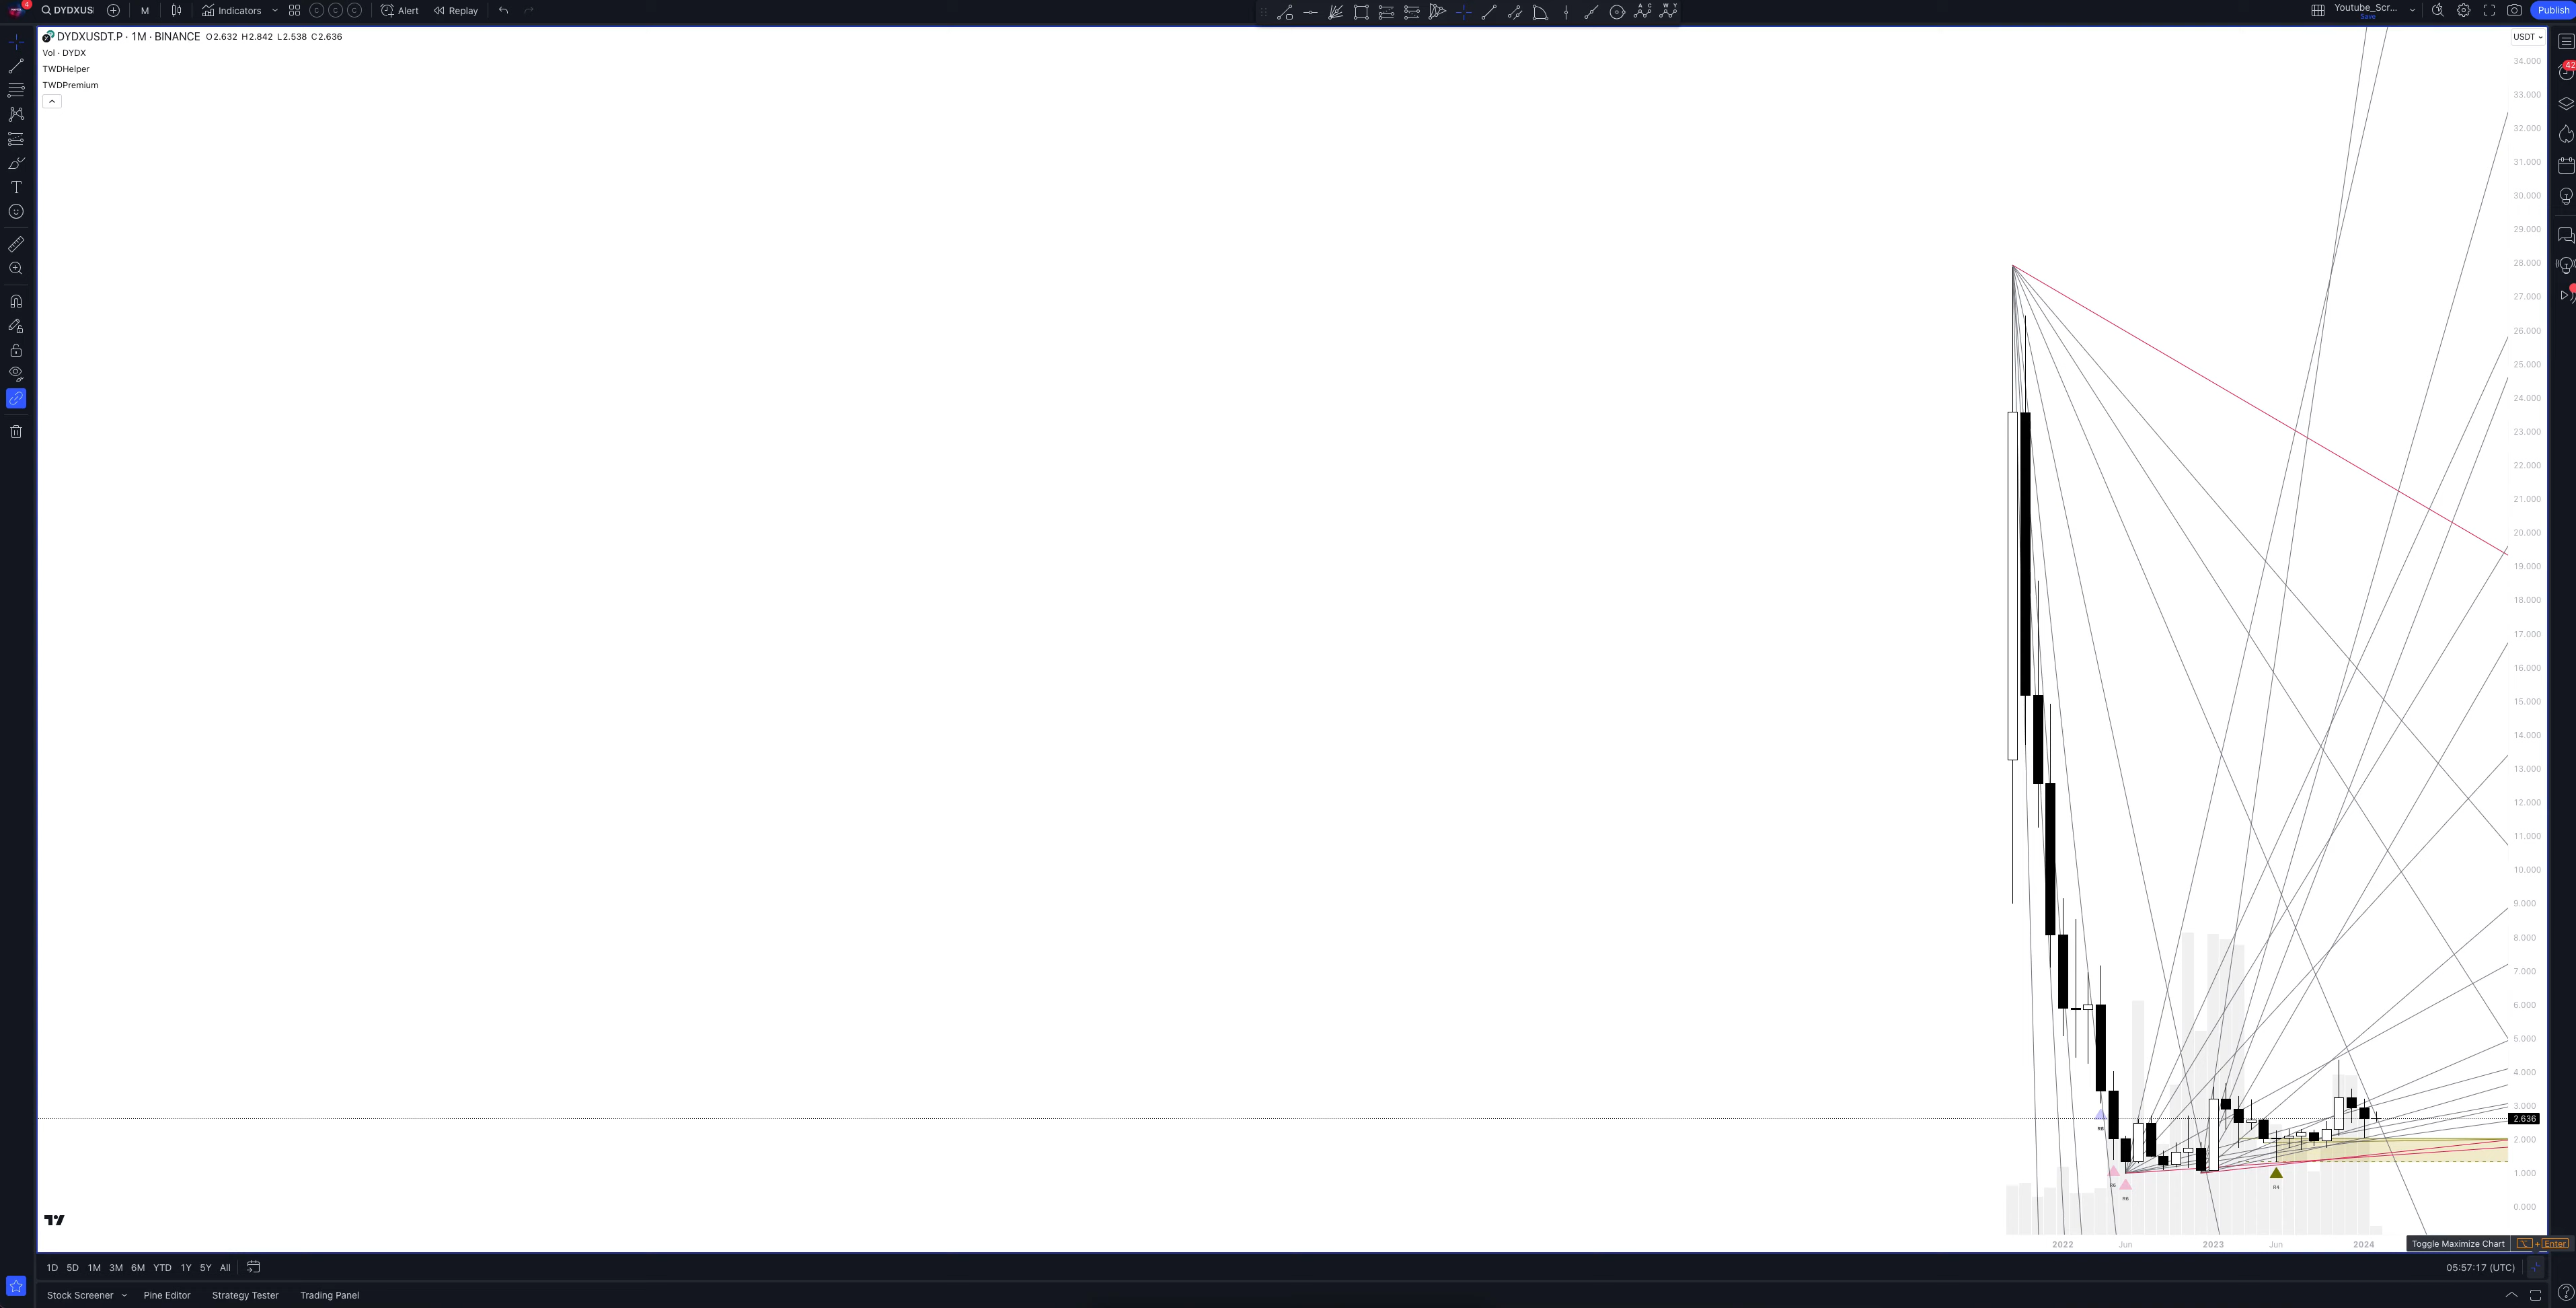 4
DYDXUS
M
Indicators
C C C
Alert
Replay
A C
W Y
Youtube_Scr...
Save
Publish
DYDXUSDT.P · 1M · BINANCE O2.632 H2.842 L2.538 C2.636
USDT
Vol · DYDX
TWDHelper
TWDPremium
42
34.000
33.000
32.000
31.000
30.000
29.000
28.000
27.000
26.000
25.000
24.000
23.000
22.000
21.000
20.000
19.000
18.000
17.000
16.000
15.000
14.000
13.000
12.000
11.000
10.000
9.000
8.000
7.000
6.000
5.000
4.000
3.000
2.636
2.000
1.000
0.000
R6
R4
2022 Jun 2023 Jun 2024
Toggle Maximize Chart ⌥ + Enter
1D 5D 1M 3M 6M YTD 1Y 5Y All
05:57:17 (UTC)
Stock Screener Pine Editor Strategy Tester Trading Panel